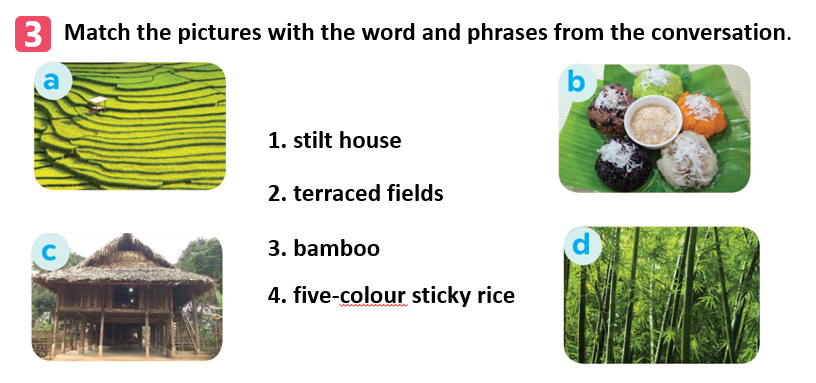 3 Match the pictures with the word and phrases from the conversation.
a
b
1. stilt house
2. terraced fields
c
d
3. bamboo
4. five-colour sticky rice